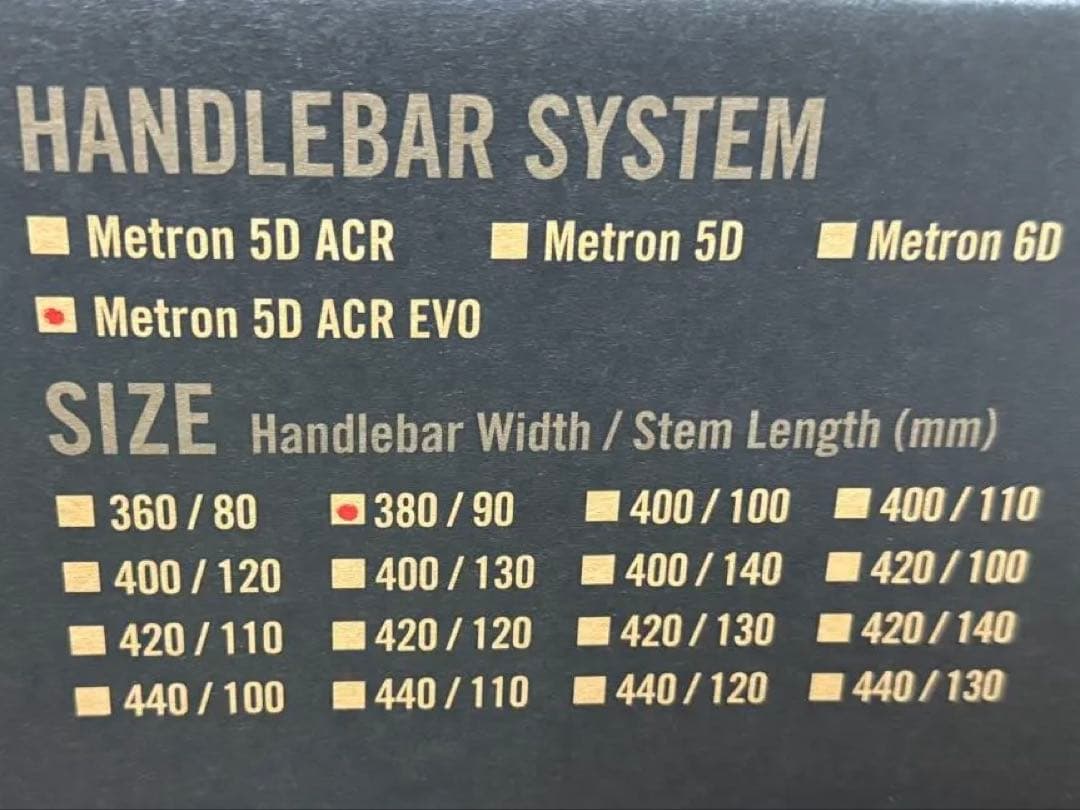 HANDLEBAR SYSTEM
Metron 5D ACR Metron 5D Metron 6D
Metron 5D ACR EVO
SIZE Handlebar Width / Stem Length (mm)
360 / 80 380 / 90 400 / 100 400 / 110
400 / 120 400 / 130 400 / 140 420 / 100
420 / 110 420 / 120 420 / 130 420 / 140
440 / 100 440 / 110 440 / 120 440 / 130